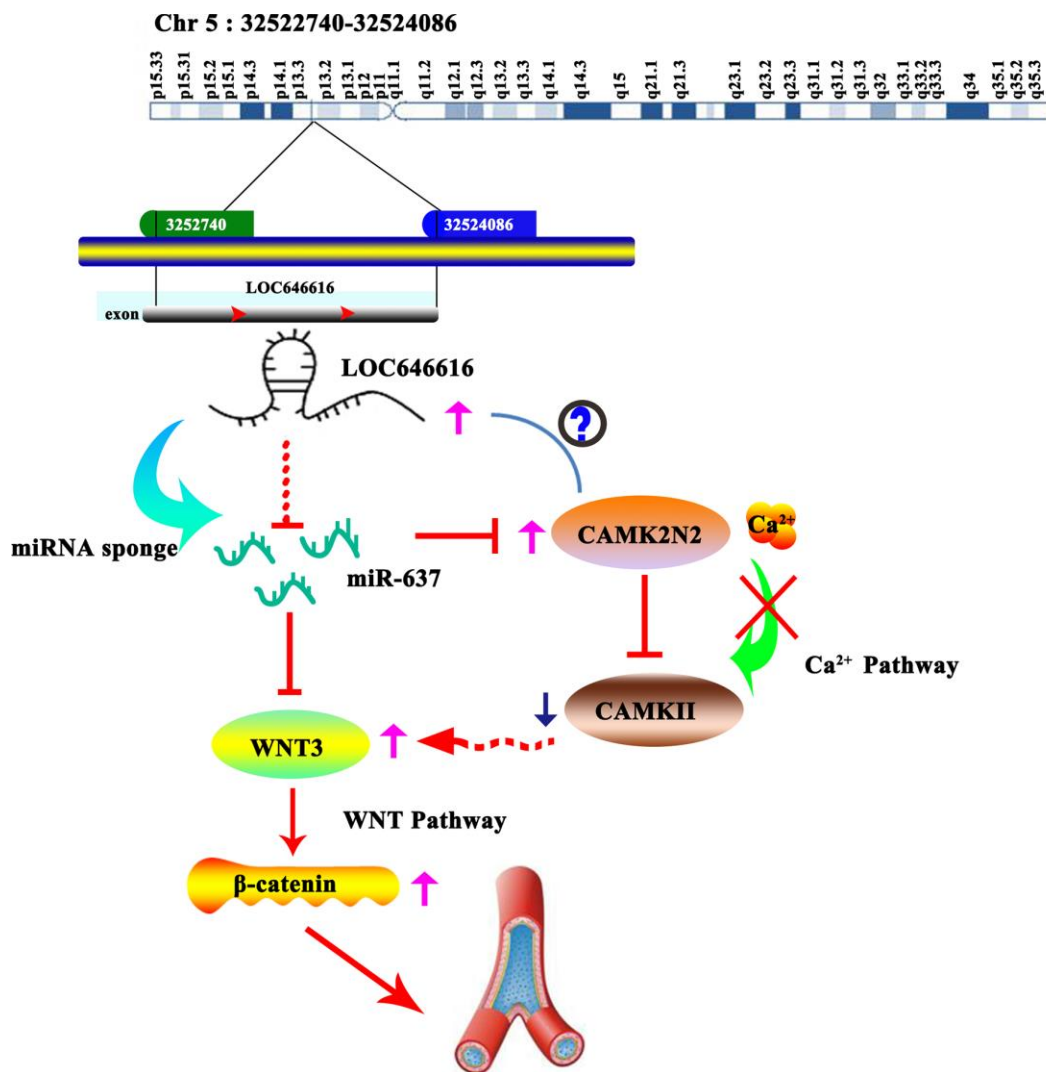 Chr 5 : 32522740-32524086
p15.33
p15.31
p15.2
p15.1
p14.3
p14.1
p13.3
p13.2
p13.1
p12
p11
q11.1
q11.2
q12.1
q12.3
q13.3
q14.1
q14.3
q15
q21.1
q21.3
q23.1
q23.2
q23.3
q31.1
q31.2
q32
q33.1
q33.2
q33.3
q34
q35.1
q35.2
q35.3
3252740
32524086
LOC646616
exon
LOC646616
?
CAMK2N2
Ca²⁺
miRNA sponge
miR-637
Ca²⁺ Pathway
CAMKII
WNT3
WNT Pathway
β-catenin